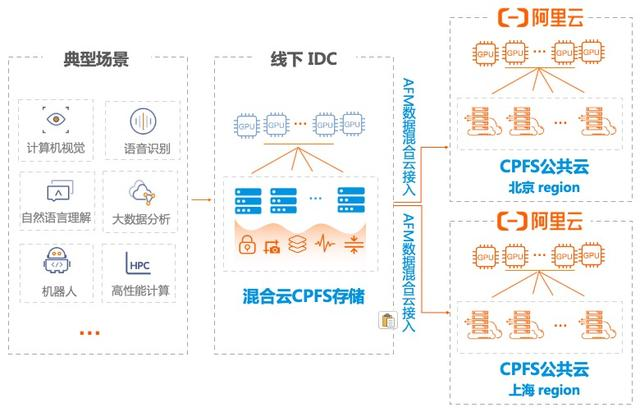 典型场景
计算机视觉
语音识别
自然语言理解
大数据分析
机器人
HPC
高性能计算
...
线下 IDC
GPU GPU ... GPU GPU
...
混合云CPFS存储
AFM数据混合云接入
AFM数据混合云接入
阿里云
GPU GPU ... GPU GPU
...
CPFS公共云
北京 region
阿里云
GPU GPU ... GPU GPU
...
CPFS公共云
上海 region